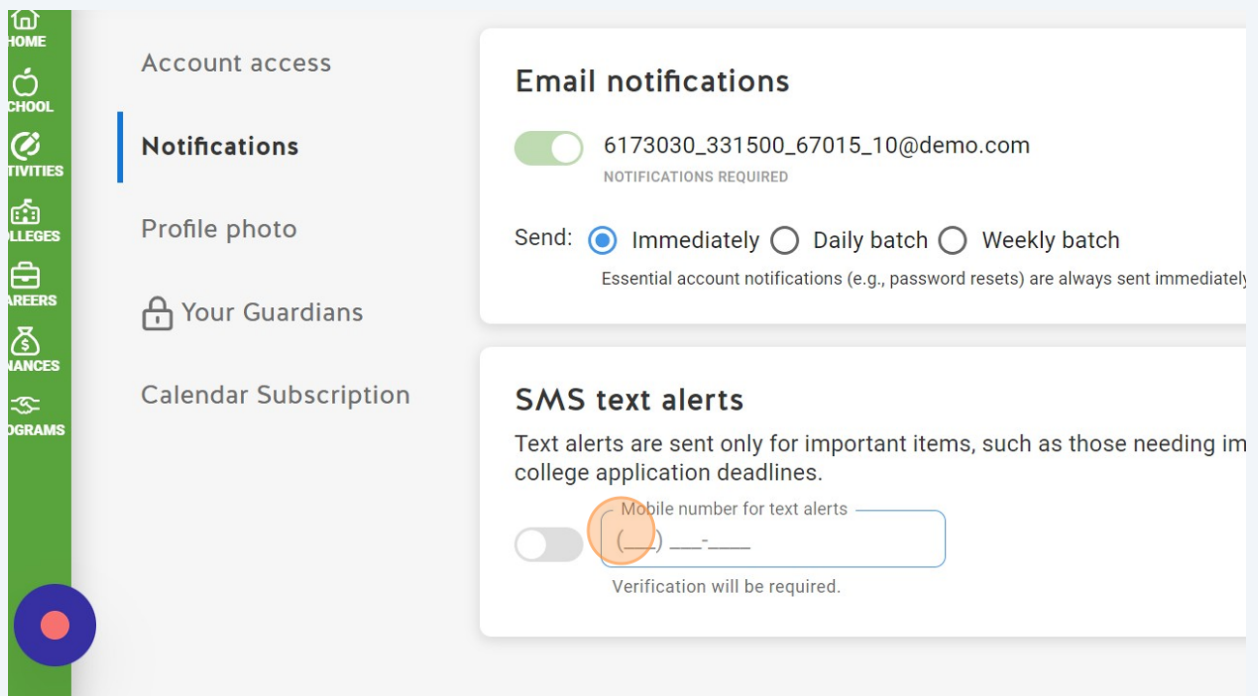 HOME
CHOOL
TIVITIES
LLEGES
AREERS
NANCES
OGRAMS
Account access
Notifications
Profile photo
Your Guardians
Calendar Subscription
Email notifications
6173030_331500_67015_10@demo.com
NOTIFICATIONS REQUIRED
Send: Immediately Daily batch Weekly batch
Essential account notifications (e.g., password resets) are always sent immediately
SMS text alerts
Text alerts are sent only for important items, such as those needing im
college application deadlines.
Mobile number for text alerts
(___) ___-____
Verification will be required.